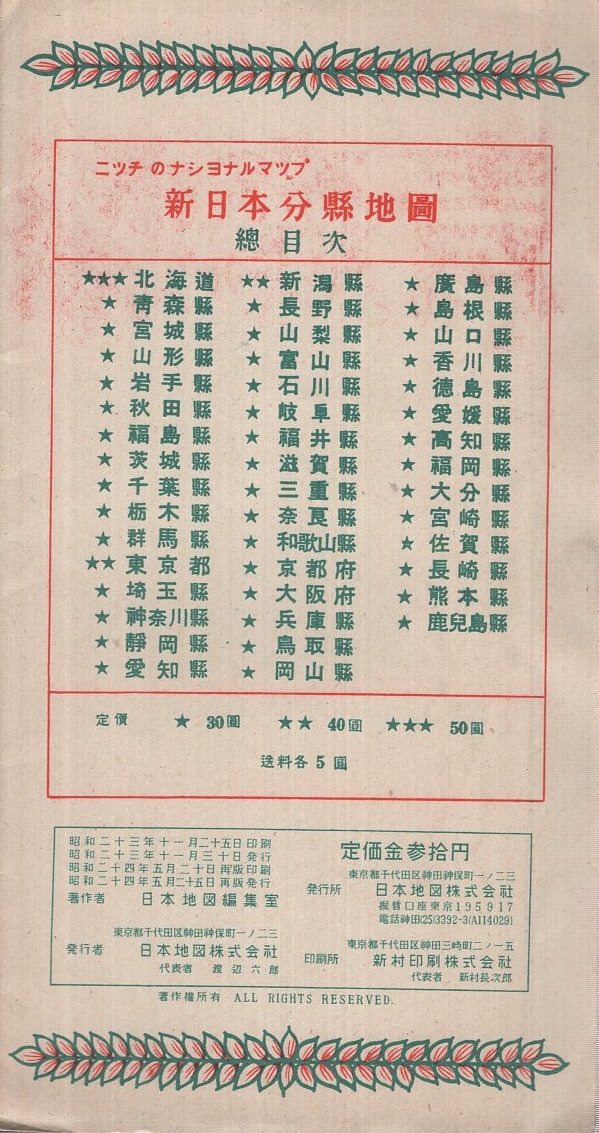 ニツチのナシヨナルマツプ
新日本分縣地圖
總目次
★★★北海道
★青森縣
★宮城縣
★山形縣
★岩手縣
★秋田縣
★福島縣
★茨城縣
★千葉縣
★栃木縣
★群馬縣
★★東京都
★埼玉縣
★神奈川縣
★靜岡縣
★愛知縣
★★新潟縣
★長野縣
★山梨縣
★富山縣
★石川縣
★岐阜縣
★福井縣
★滋賀縣
★三重縣
★奈良縣
★和歌山縣
★京都府
★大阪府
★兵庫縣
★鳥取縣
★岡山縣
★廣島縣
★島根縣
★山口縣
★香川縣
★徳島縣
★愛媛縣
★高知縣
★福岡縣
★大分縣
★宮崎縣
★佐賀縣
★長崎縣
★熊本縣
★鹿兒島縣
定價 ★ 30圓 ★★ 40圓 ★★★ 50圓
送料各5圓
昭和二十三年十一月二十五日印刷
昭和二十三年十一月三十日発行
昭和二十四年五月二十日再版印刷
昭和二十四年五月二十五日再版発行
著作者 日本地図編集室
東京都千代田区神田神保町一ノ二三
発行者 日本地図株式会社
代表者 渡辺六郎
定価金参拾円
東京都千代田区神田神保町一ノ二三
発行所 日本地図株式会社
振替口座東京195917
電話神田(25)3392-3(A114029)
東京都千代田区神田三崎町二ノ一五
印刷所 新村印刷株式会社
代表者 新村長次郎
著作權所有 ALL RIGHTS RESERVED.